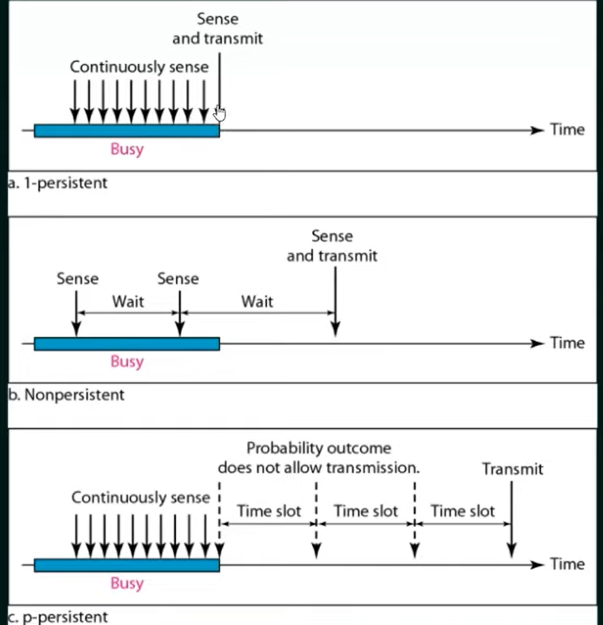 Sense
and transmit
Continuously sense
Time
Busy
a. 1-persistent
Sense
and transmit
Sense
Sense
Wait
Wait
Time
Busy
b. Nonpersistent
Probability outcome
does not allow transmission.
Transmit
Continuously sense
Time slot
Time slot
Time slot
Time
Busy
c. p-persistent